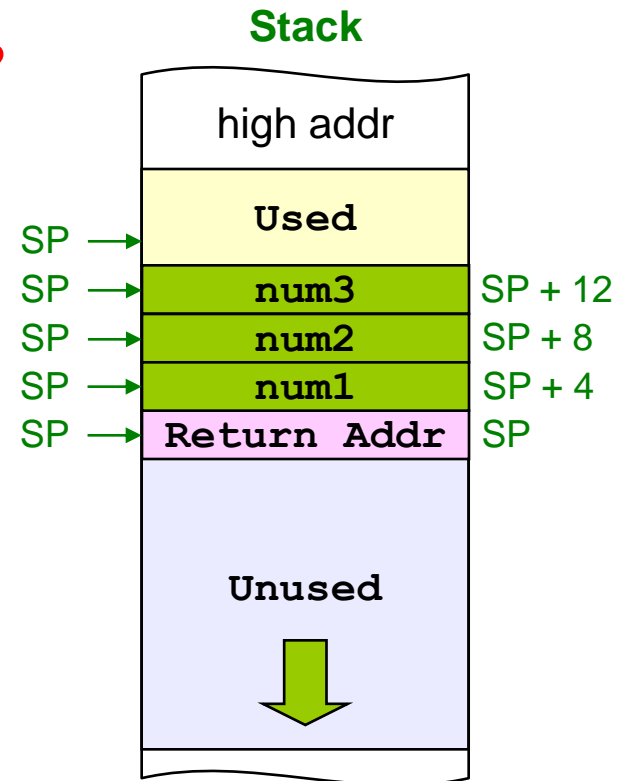 Stack
high addr
Used
SP
SP num3 SP + 12
SP num2 SP + 8
SP num1 SP + 4
SP Return Addr SP
Unused